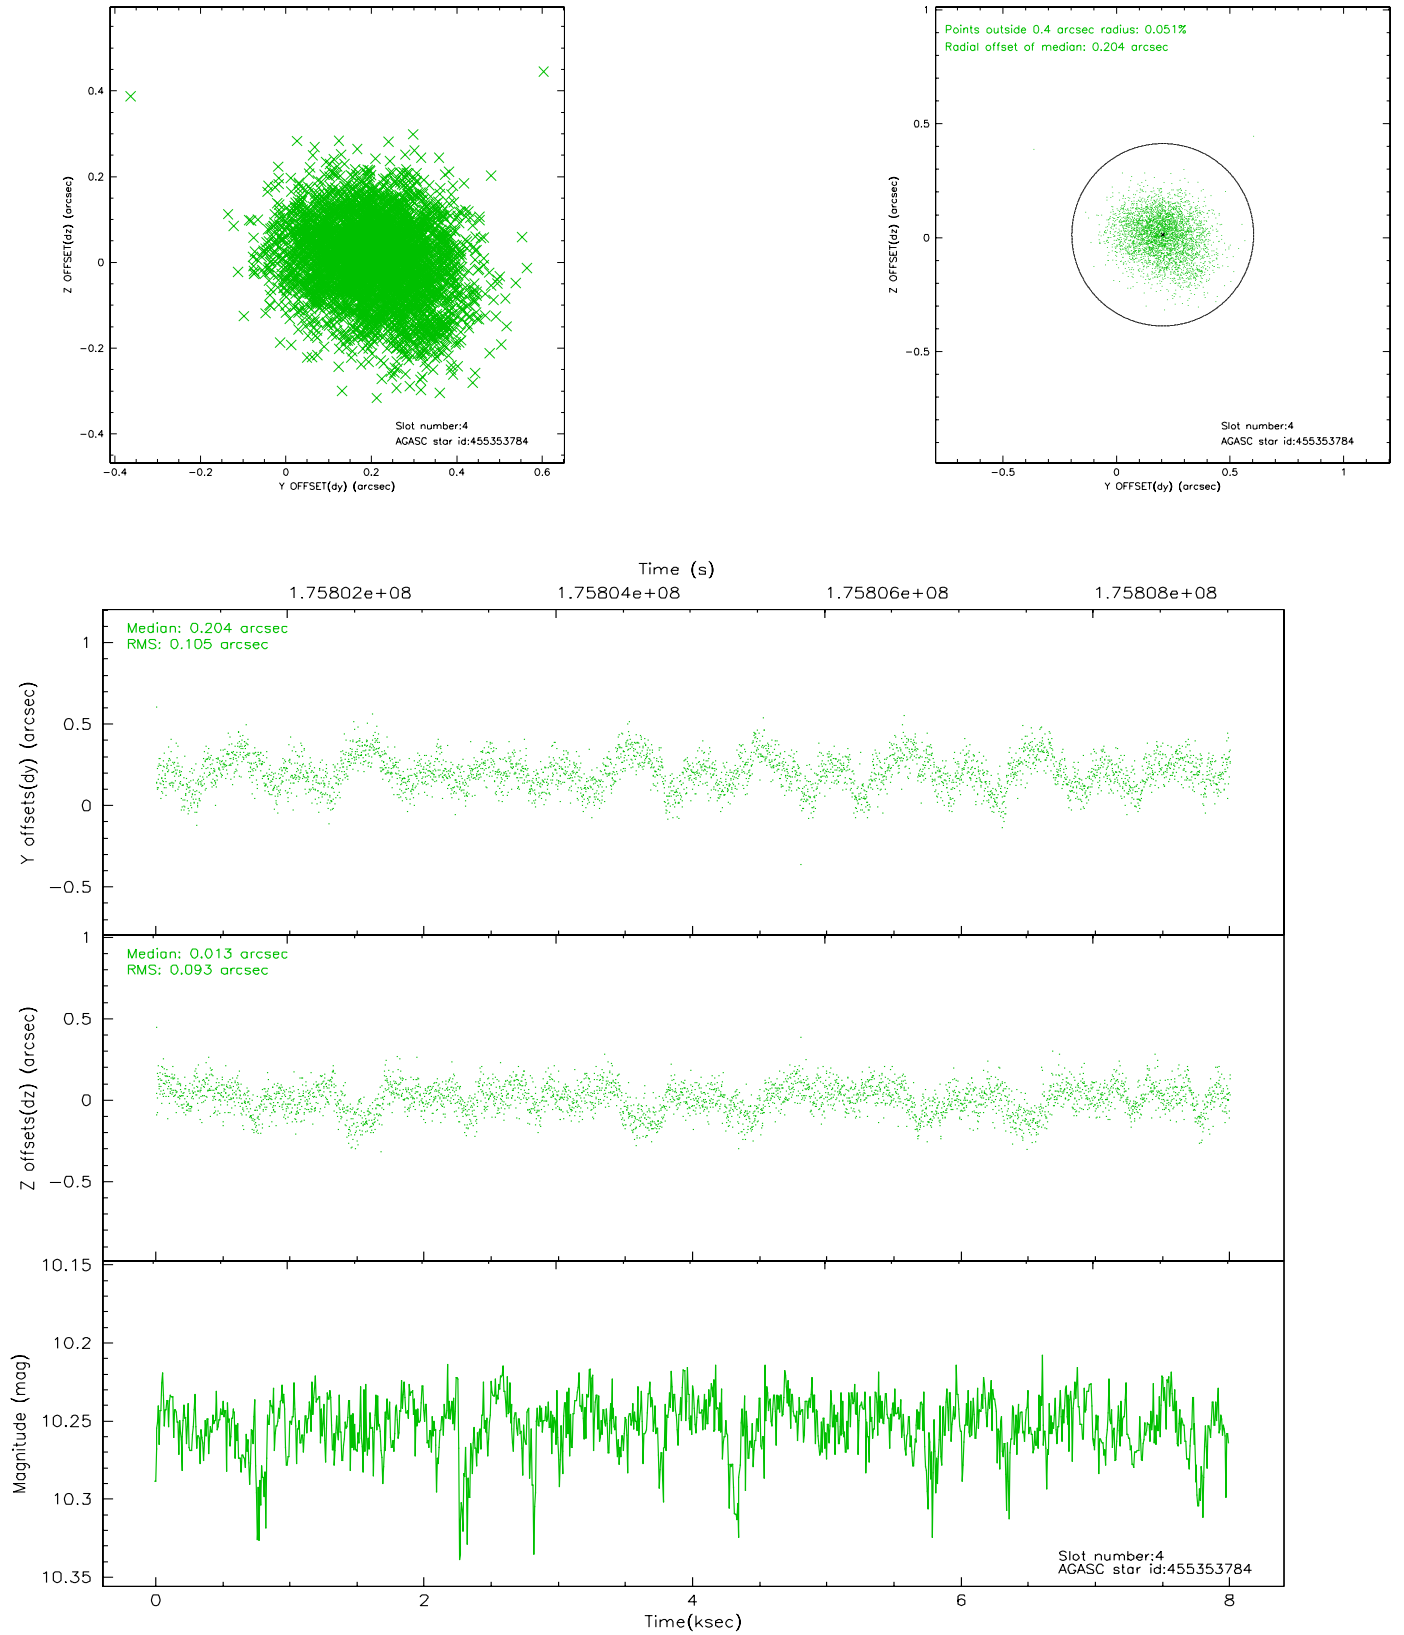 0.4
0.2
0
−0.2
−0.4
−0.4
−0.2
0
0.2
0.4
0.6
Z OFFSET(dz) (arcsec)
Y OFFSET(dy) (arcsec)
Slot number:4
AGASC star id:455353784
Points outside 0.4 arcsec radius: 0.051%
Radial offset of median: 0.204 arcsec
1
0.5
0
−0.5
−0.5
0
0.5
1
Z OFFSET(dz) (arcsec)
Y OFFSET(dy) (arcsec)
Slot number:4
AGASC star id:455353784
Time (s)
1.75802e+08
1.75804e+08
1.75806e+08
1.75808e+08
Median: 0.204 arcsec
RMS: 0.105 arcsec
1
0.5
0
−0.5
Y offsets(dy) (arcsec)
Median: 0.013 arcsec
RMS: 0.093 arcsec
1
0.5
0
−0.5
Z offsets(dz) (arcsec)
10.15
10.2
10.25
10.3
10.35
Magnitude (mag)
Slot number:4
AGASC star id:455353784
0
2
4
6
8
Time(ksec)